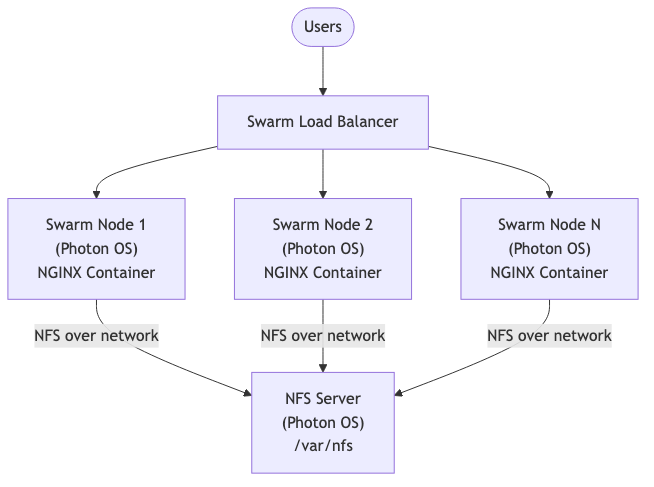 Users
Swarm Load Balancer
Swarm Node 1
(Photon OS)
NGINX Container
Swarm Node 2
(Photon OS)
NGINX Container
Swarm Node N
(Photon OS)
NGINX Container
NFS over network
NFS over network
NFS over network
NFS Server
(Photon OS)
/var/nfs